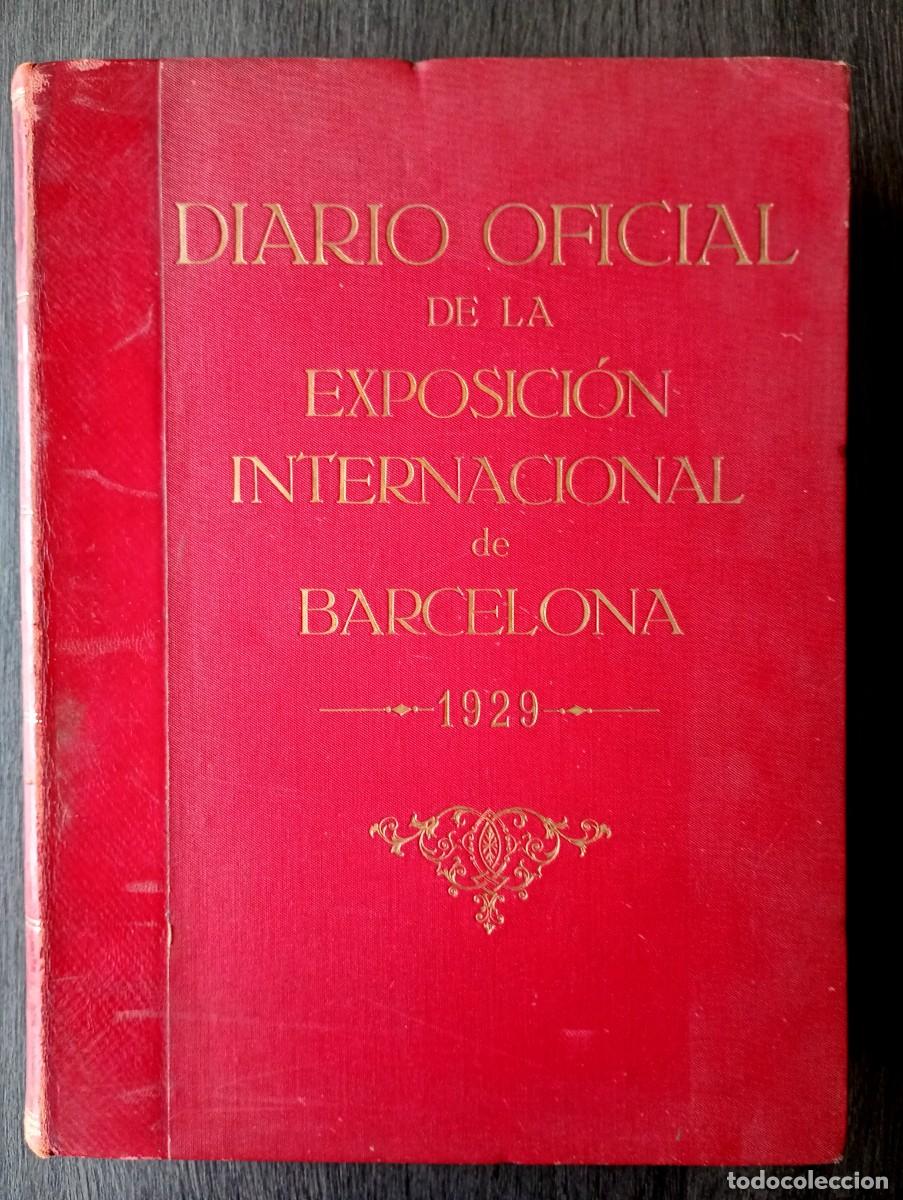 DIARIO OFICIAL
DE LA
EXPOSICIÓN
INTERNACIONAL
de
BARCELONA
1929
todocoleccion